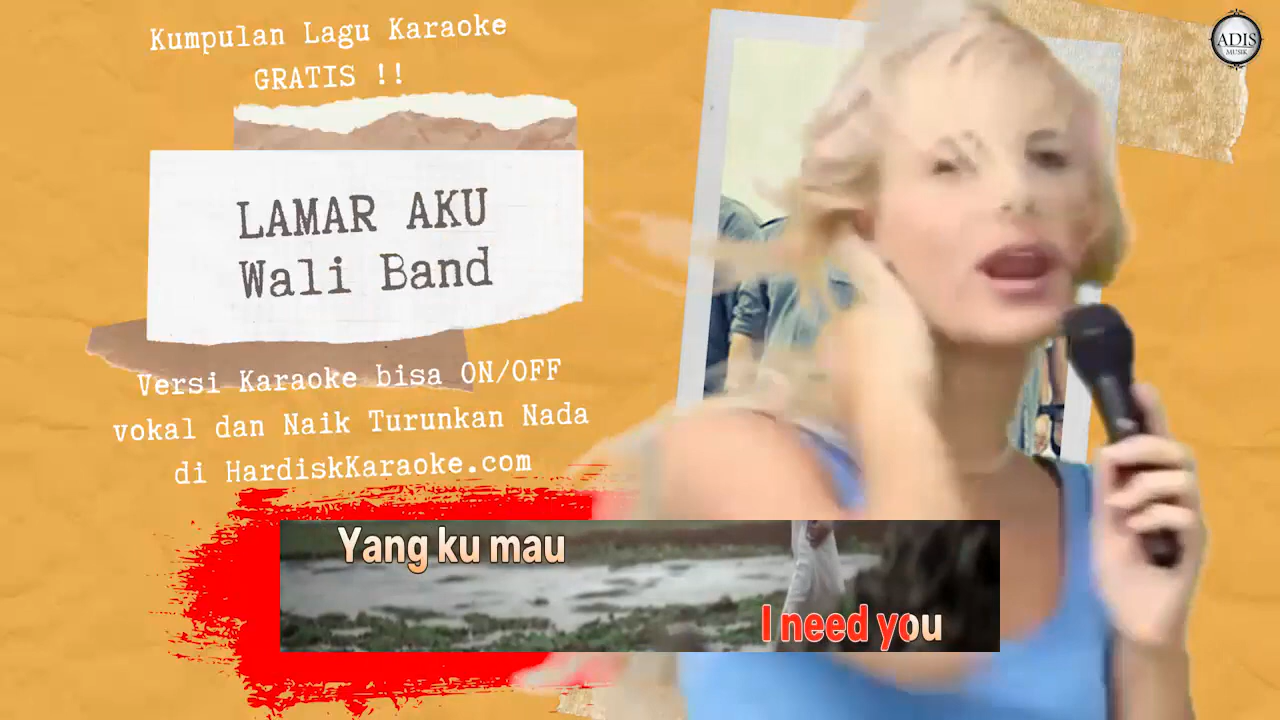 Kumpulan Lagu Karaoke
GRATIS !!
ADIS
MUSIK
LAMAR AKU
Wali Band
Versi Karaoke bisa ON/OFF
vokal dan Naik Turunkan Nada
di HardiskKaraoke.com
Yang ku mau
I need you